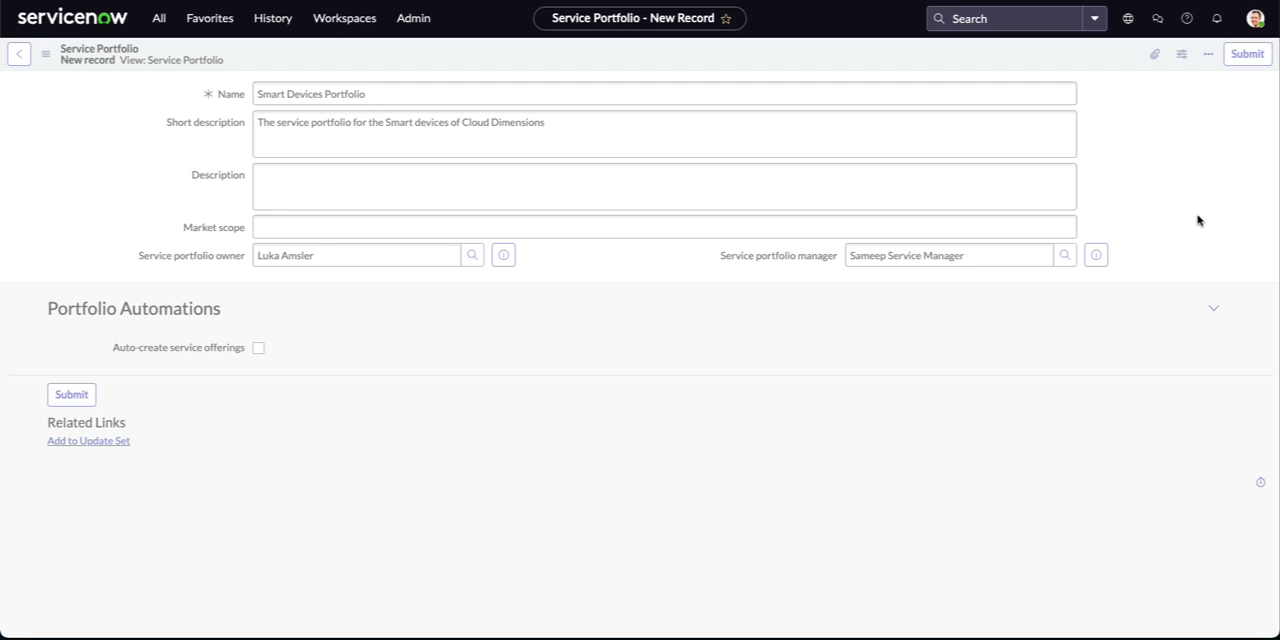 servicenow
All Favorites History Workspaces Admin
Service Portfolio - New Record
Search
Service Portfolio
New record View: Service Portfolio
Submit
Name Smart Devices Portfolio
Short description The service portfolio for the Smart devices of Cloud Dimensions
Description
Market scope
Service portfolio owner Luka Amsler
Service portfolio manager Sameep Service Manager
Portfolio Automations
Auto-create service offerings
Submit
Related Links
Add to Update Set